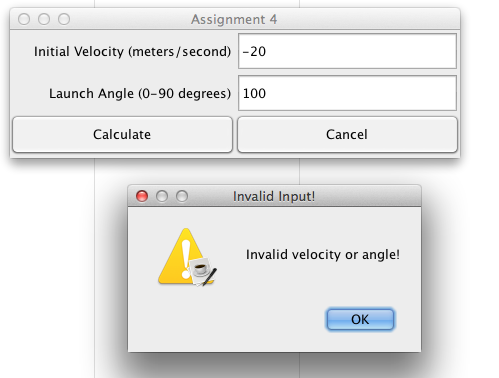 Assignment 4
Initial Velocity (meters/second) -20
Launch Angle (0-90 degrees) 100
Calculate Cancel
Invalid Input!
Invalid velocity or angle!
OK